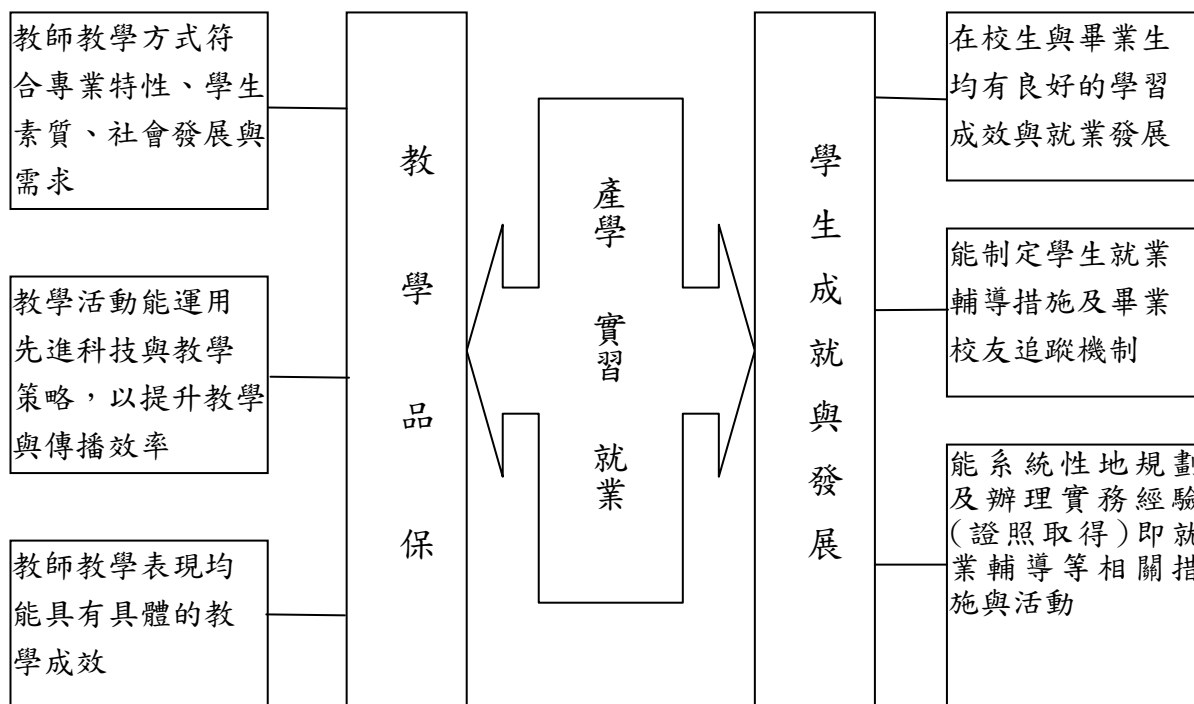 教師教學方式符
合專業特性、學生
素質、社會發展與
需求
教學活動能運用
先進科技與教學
策略,以提升教學
與傳播效率
教師教學表現均
能具有具體的教
學成效
教
學
品
保
產
學
實
習
就
業
學
生
成
就
與
發
展
在校生與畢業生
均有良好的學習
成效與就業發展
能制定學生就業
輔導措施及畢業
校友追蹤機制
能系統性地規劃
及辦理實務經驗
(證照取得)即就
業輔導等相關措
施與活動